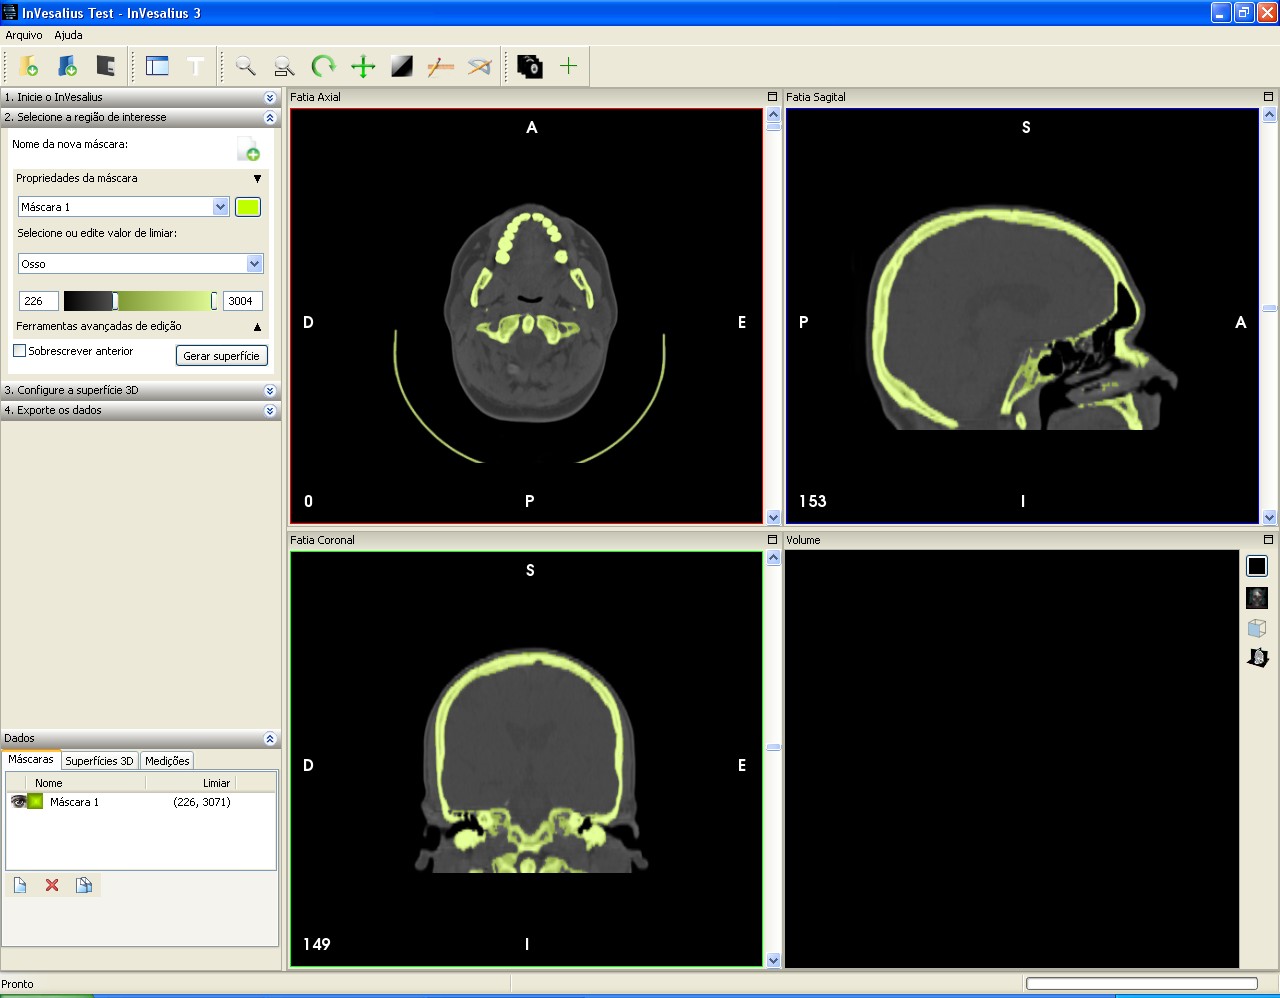 InVesalius Test - InVesalius 3
Arquivo Ajuda
1. Inicie o InVesalius
2. Selecione a região de interesse
Nome da nova máscara:
Propriedades da máscara
Máscara 1
Selecione ou edite valor de limiar:
Osso
226 3004
Ferramentas avançadas de edição
Sobrescrever anterior Gerar superfície
3. Configure a superfície 3D
4. Exporte os dados
Dados
Máscaras Superfícies 3D Medições
Nome Limiar
Máscara 1 (226, 3071)
Fatia Axial
A
D E
0 P
Fatia Sagital
S
P A
153 I
Fatia Coronal
S
D E
149 I
Volume
Pronto